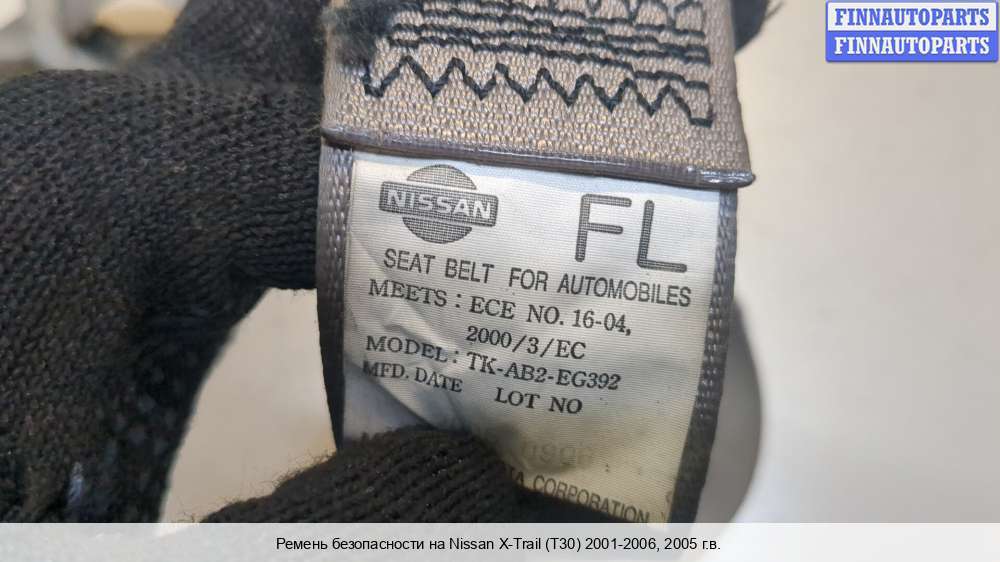 FINNAUTOPARTS
FINNAUTOPARTS
NISSAN
FL
SEAT BELT FOR AUTOMOBILES
MEETS : ECE NO. 16-04,
2000/3/EC
MODEL : TK-AB2-EG392
MFD. DATE LOT NO
CORPORATION
Ремень безопасности на Nissan X-Trail (T30) 2001-2006, 2005 г.в.